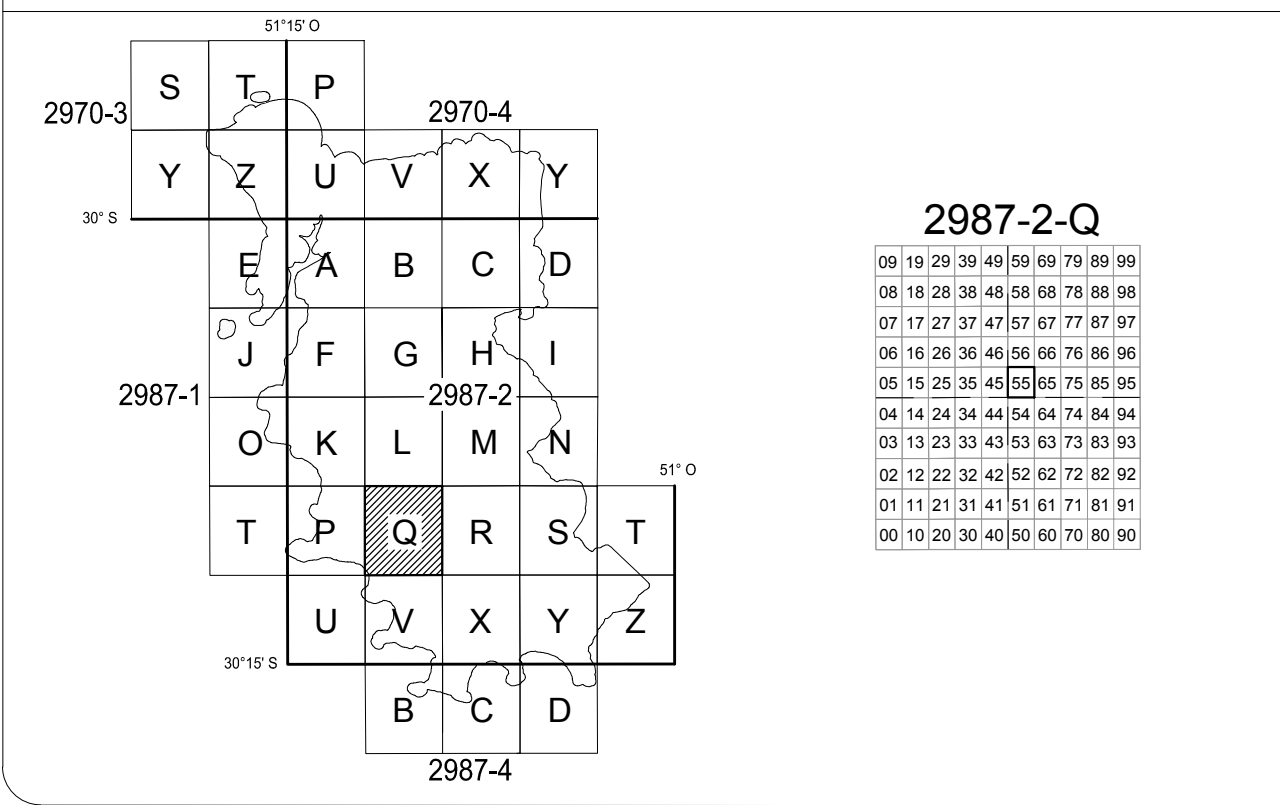 51°15' O
S T P
2970-3 2970-4
Y Z U V X Y
30° S
E A B C D
J F G H I
2987-1 2987-2
O K L M N
51° O
T P Q R S T
U V X Y Z
30°15' S
B C D
2987-4
2987-2-Q
09 19 29 39 49 59 69 79 89 99
08 18 28 38 48 58 68 78 88 98
07 17 27 37 47 57 67 77 87 97
06 16 26 36 46 56 66 76 86 96
05 15 25 35 45 55 65 75 85 95
04 14 24 34 44 54 64 74 84 94
03 13 23 33 43 53 63 73 83 93
02 12 22 32 42 52 62 72 82 92
01 11 21 31 41 51 61 71 81 91
00 10 20 30 40 50 60 70 80 90